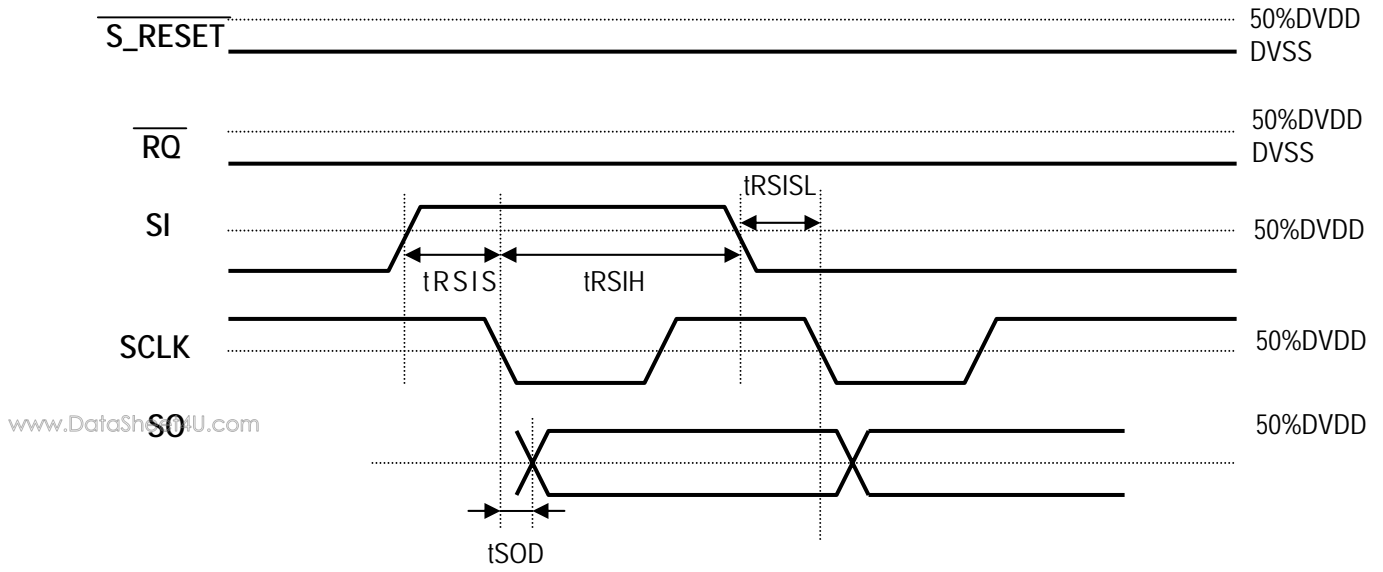 S_RESET
50%DVDD
DVSS
RQ
50%DVDD
DVSS
tRSISL
SI
50%DVDD
tRSIS
tRSIH
SCLK
50%DVDD
www.DataSheet4U.com
SO
50%DVDD
tSOD